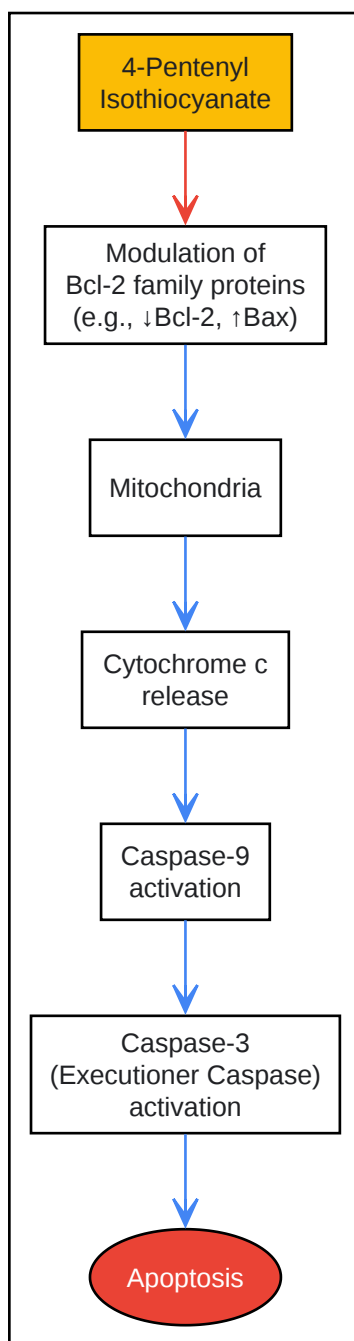 4-Pentenyl
Isothiocyanate
Modulation of
Bcl-2 family proteins
(e.g., ↓Bcl-2, ↑Bax)
Mitochondria
Cytochrome c
release
Caspase-9
activation
Caspase-3
(Executioner Caspase)
activation
Apoptosis